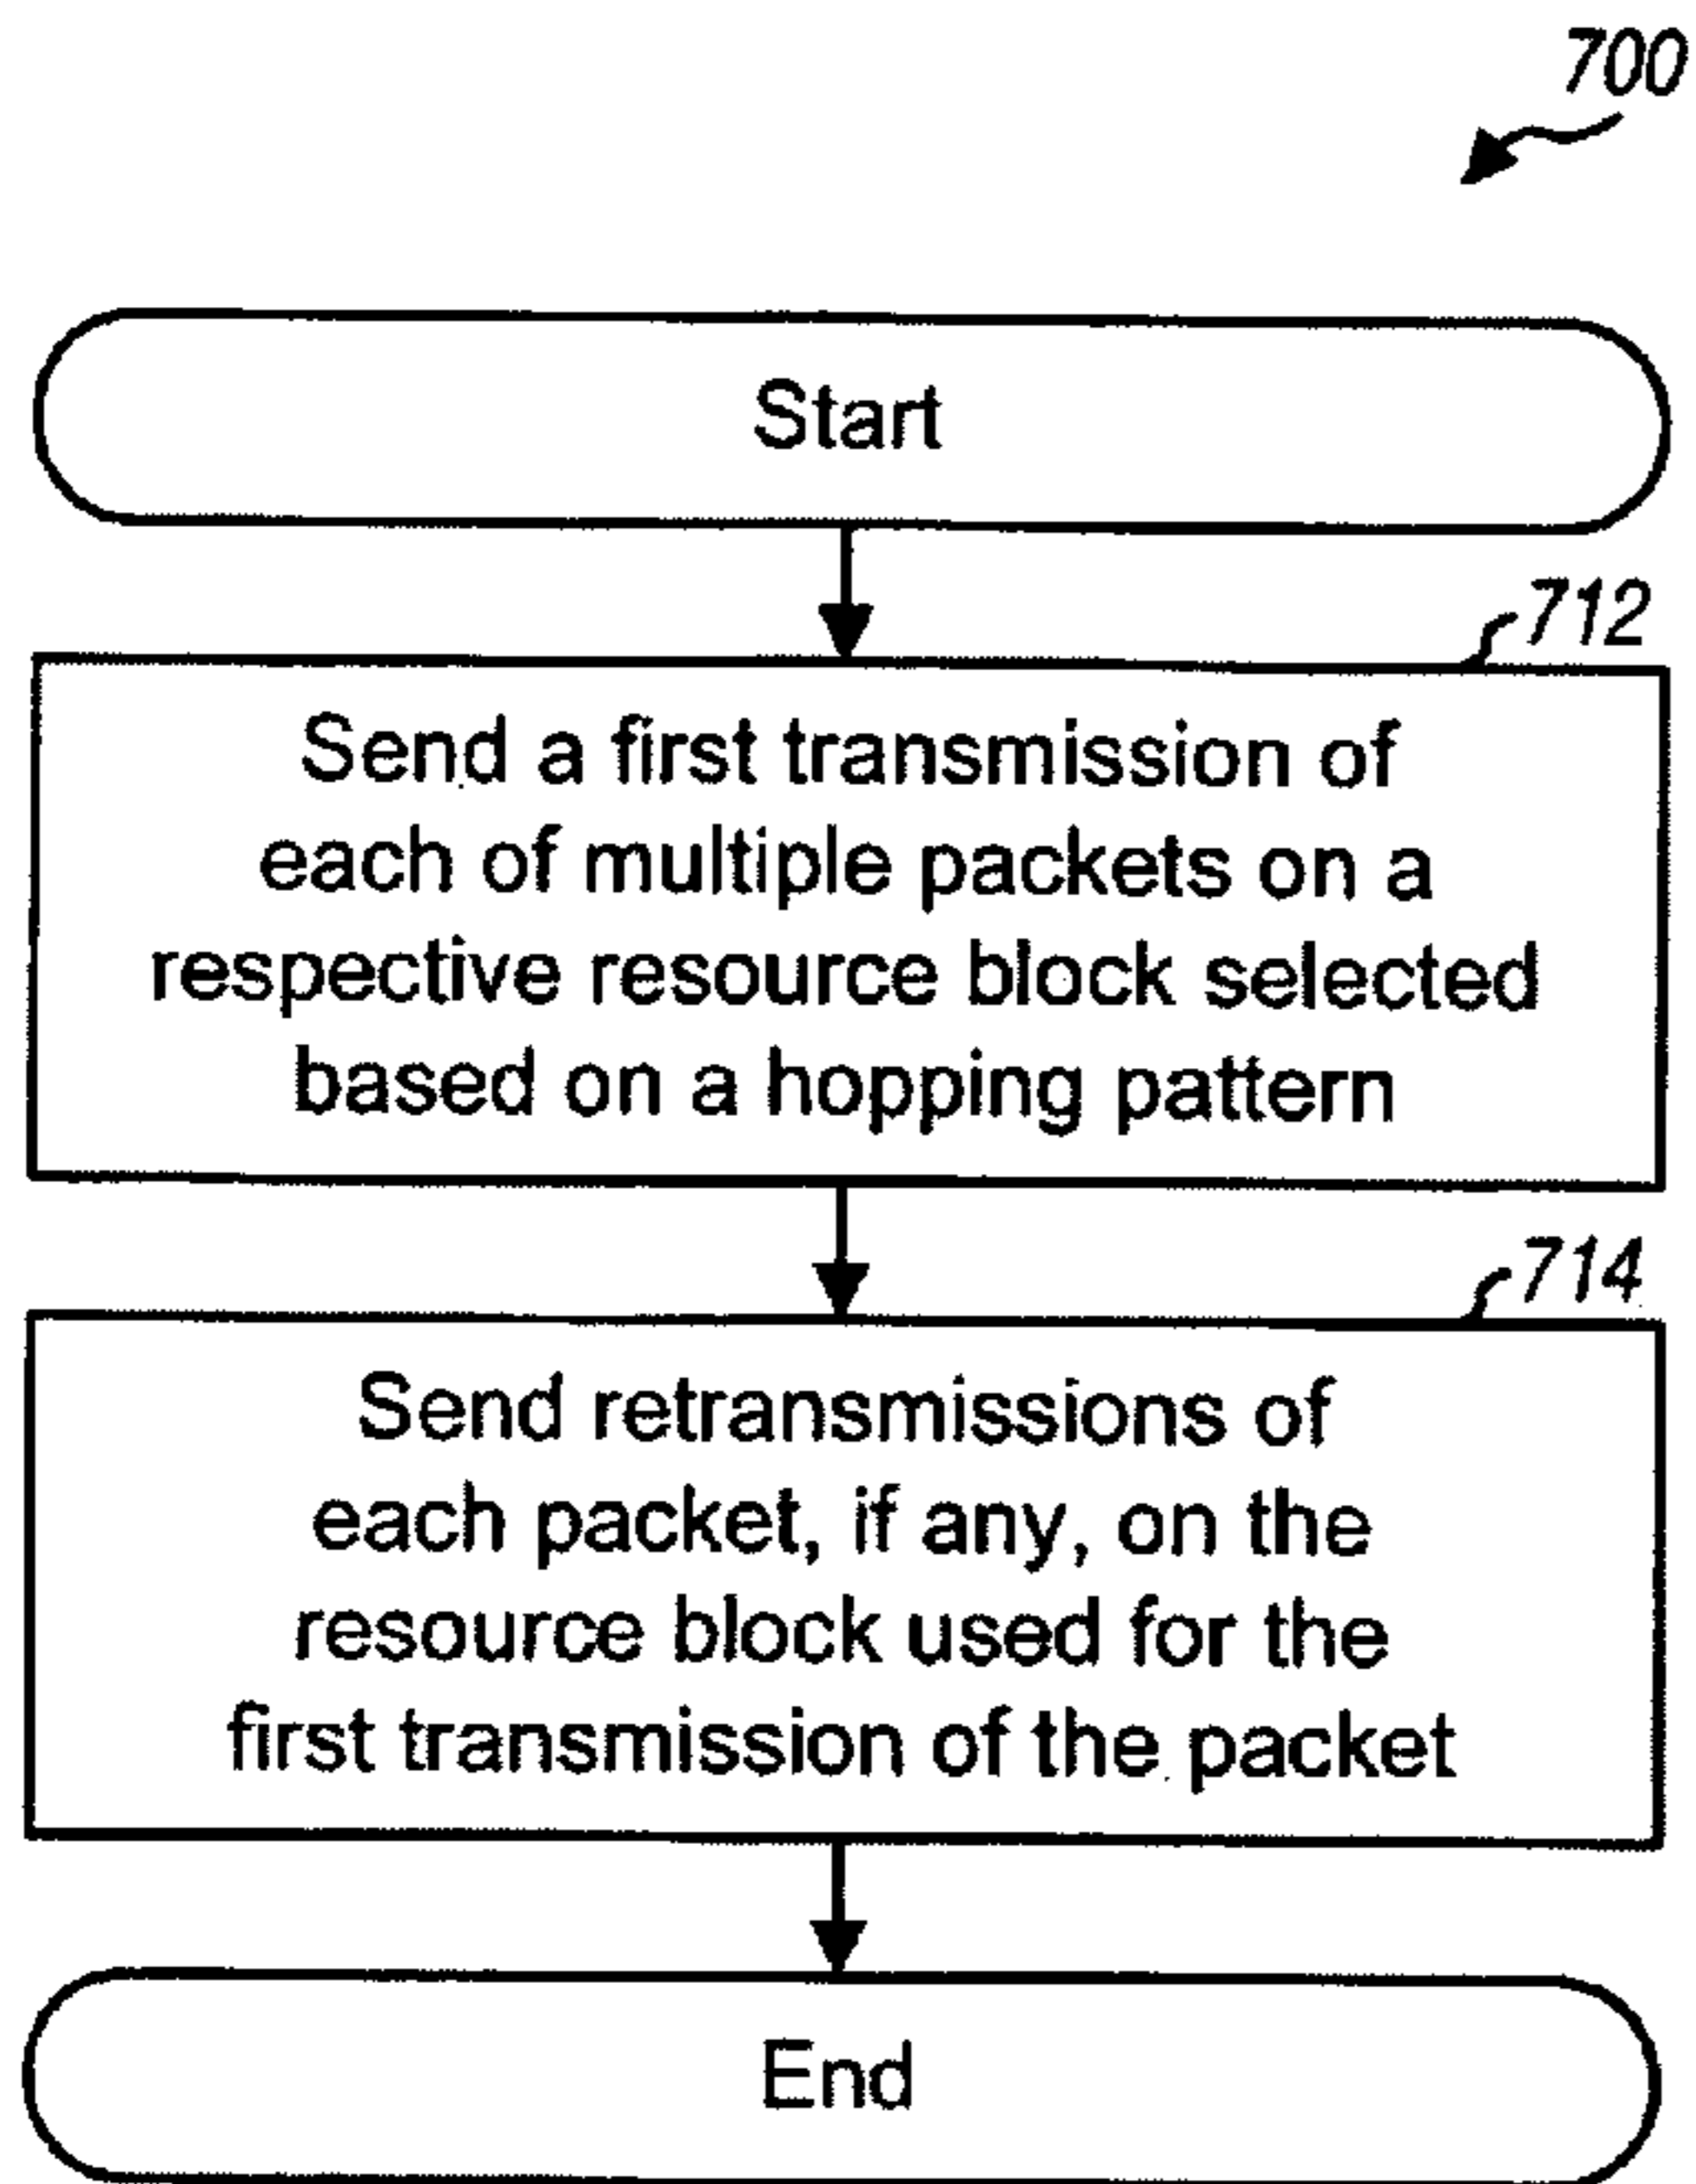 700
Start
712
Send a first transmission of
each of multiple packets on a
respective resource block selected
based on a hopping pattern
714
Send retransmissions of
each packet, if any, on the
resource block used for the
first transmission of the packet
End